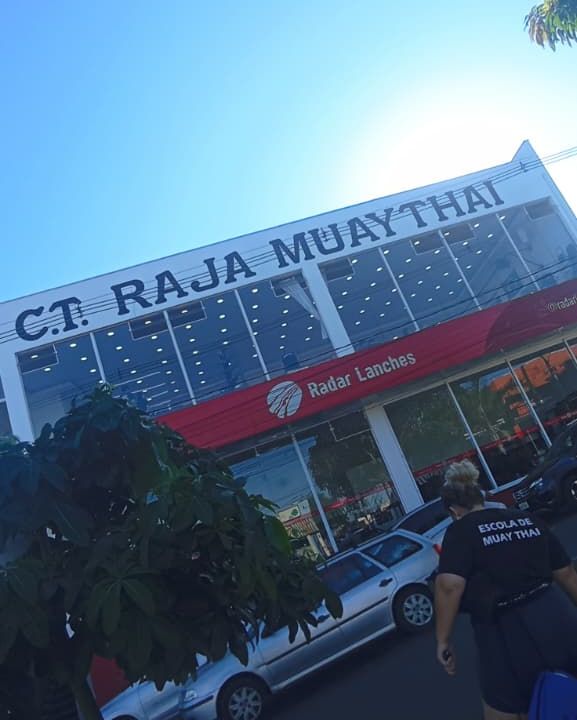 C.T. RAJA MUAYTHAI
Radar Lanches
ESCOLA DE
MUAY THAI